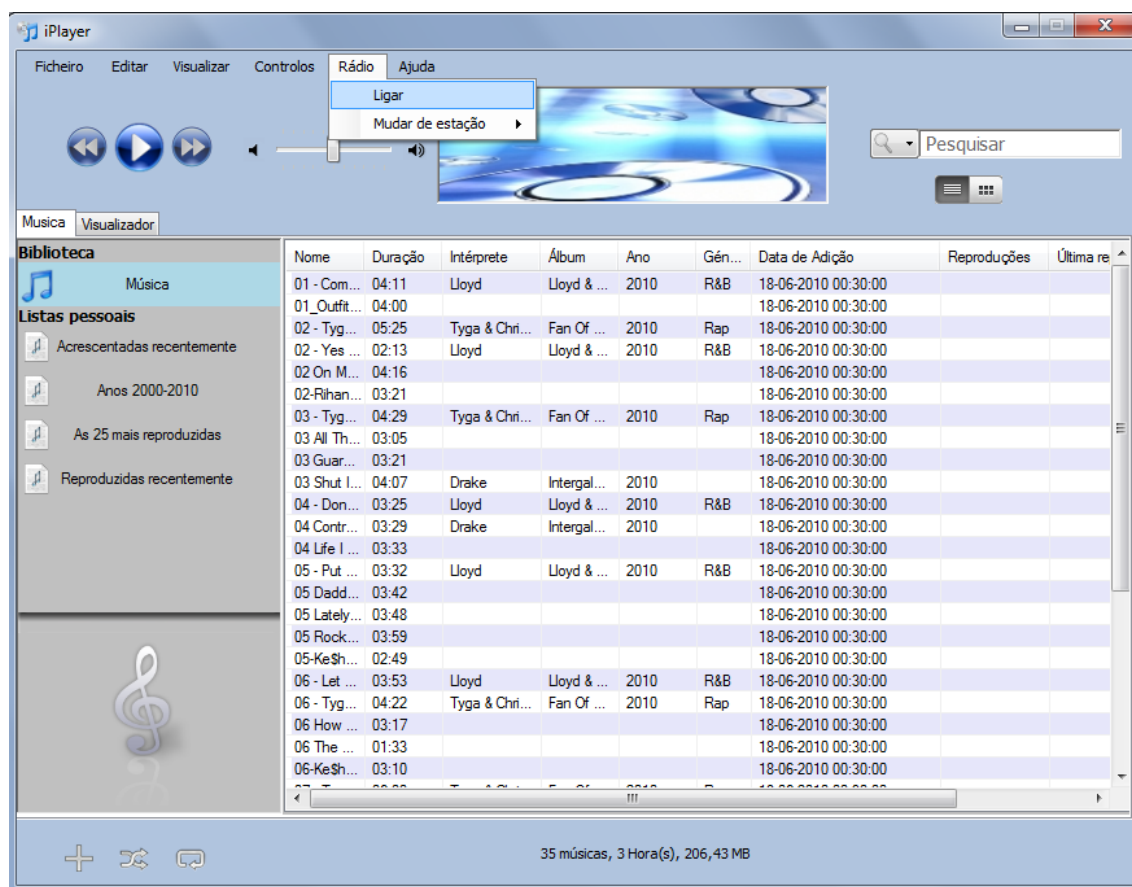 iPlayer
Ficheiro Editar Visualizar Controlos Rádio Ajuda
Ligar
Mudar de estação
Pesquisar
Musica Visualizador
Biblioteca
Música
Listas pessoais
Acrescentadas recentemente
Anos 2000-2010
As 25 mais reproduzidas
Reproduzidas recentemente
Nome Duração Intérprete Álbum Ano Gén... Data de Adição Reproduções Última re
01 - Com... 04:11 Lloyd Lloyd & ... 2010 R&B 18-06-2010 00:30:00
01_Outfit... 04:00 18-06-2010 00:30:00
02 - Tyg... 05:25 Tyga & Chri... Fan Of ... 2010 Rap 18-06-2010 00:30:00
02 - Yes ... 02:13 Lloyd Lloyd & ... 2010 R&B 18-06-2010 00:30:00
02 On M... 04:16 18-06-2010 00:30:00
02-Rihan... 03:21 18-06-2010 00:30:00
03 - Tyg... 04:29 Tyga & Chri... Fan Of ... 2010 Rap 18-06-2010 00:30:00
03 All Th... 03:05 18-06-2010 00:30:00
03 Guar... 03:21 18-06-2010 00:30:00
03 Shut I... 04:07 Drake Intergal... 2010 18-06-2010 00:30:00
04 - Don... 03:25 Lloyd Lloyd & ... 2010 R&B 18-06-2010 00:30:00
04 Contr... 03:29 Drake Intergal... 2010 18-06-2010 00:30:00
04 Life I ... 03:33 18-06-2010 00:30:00
05 - Put ... 03:32 Lloyd Lloyd & ... 2010 R&B 18-06-2010 00:30:00
05 Dadd... 03:42 18-06-2010 00:30:00
05 Lately... 03:48 18-06-2010 00:30:00
05 Rock... 03:59 18-06-2010 00:30:00
05-Ke$h... 02:49 18-06-2010 00:30:00
06 - Let ... 03:53 Lloyd Lloyd & ... 2010 R&B 18-06-2010 00:30:00
06 - Tyg... 04:22 Tyga & Chri... Fan Of ... 2010 Rap 18-06-2010 00:30:00
06 How ... 03:17 18-06-2010 00:30:00
06 The ... 01:33 18-06-2010 00:30:00
06-Ke$h... 03:10 18-06-2010 00:30:00
35 músicas, 3 Hora(s), 206,43 MB